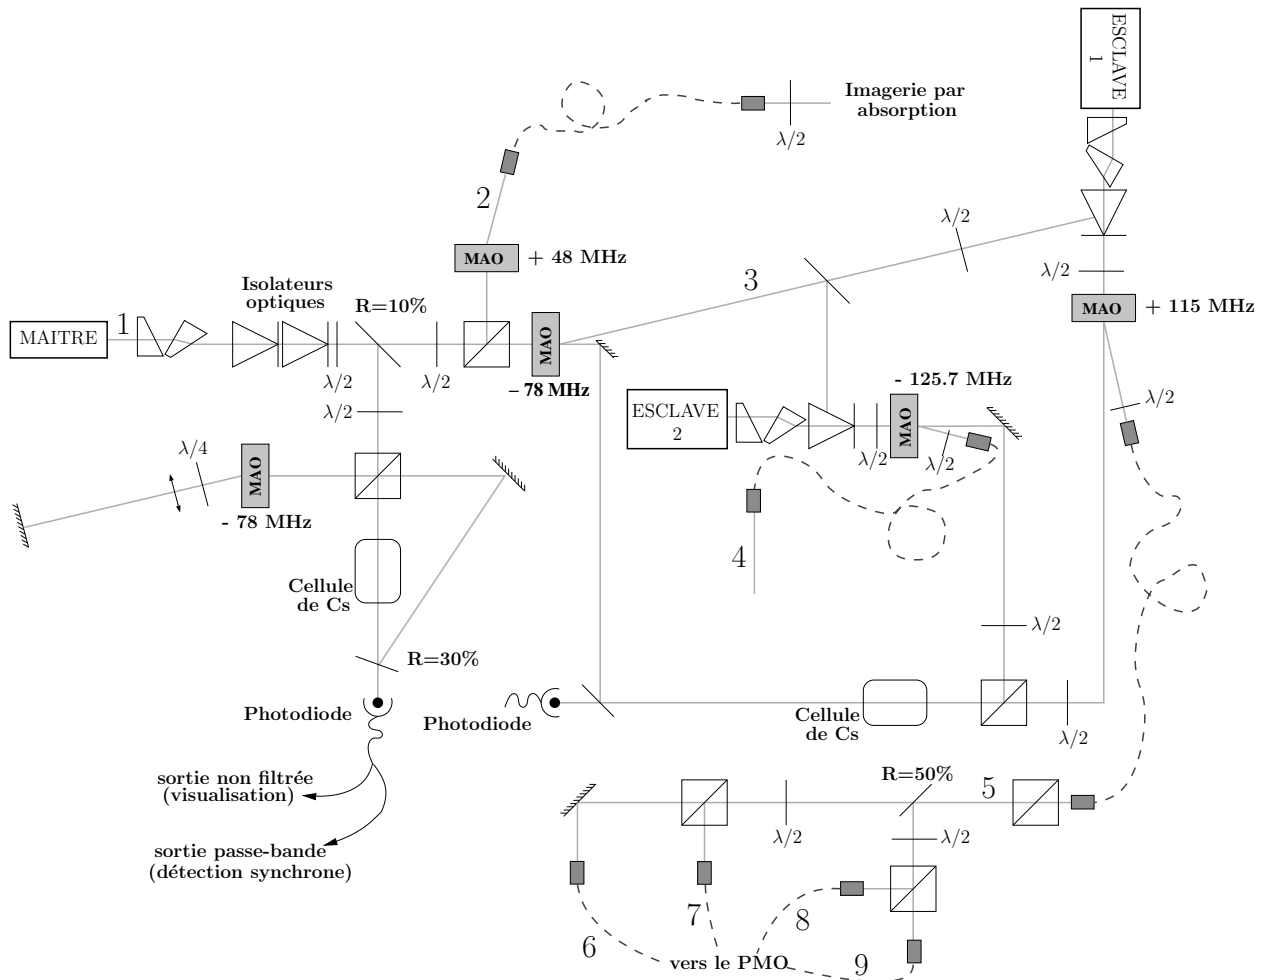 ESCLAVE
1
Imagerie par
absorption
λ/2
2
λ/2
MAO
+ 48 MHz
3
λ/2
MAO
+ 115 MHz
Isolateurs
optiques
R=10%
MAITRE
1
λ/2
λ/2
MAO
– 78 MHz
λ/2
- 125.7 MHz
ESCLAVE
2
MAO
λ/2
λ/2
λ/2
λ/4
MAO
- 78 MHz
4
Cellule
de Cs
λ/2
R=30%
Photodiode
Photodiode
Cellule
de Cs
λ/2
sortie non filtrée
(visualisation)
R=50%
5
λ/2
λ/2
sortie passe-bande
(détection synchrone)
6
7
8
9
vers le PMO